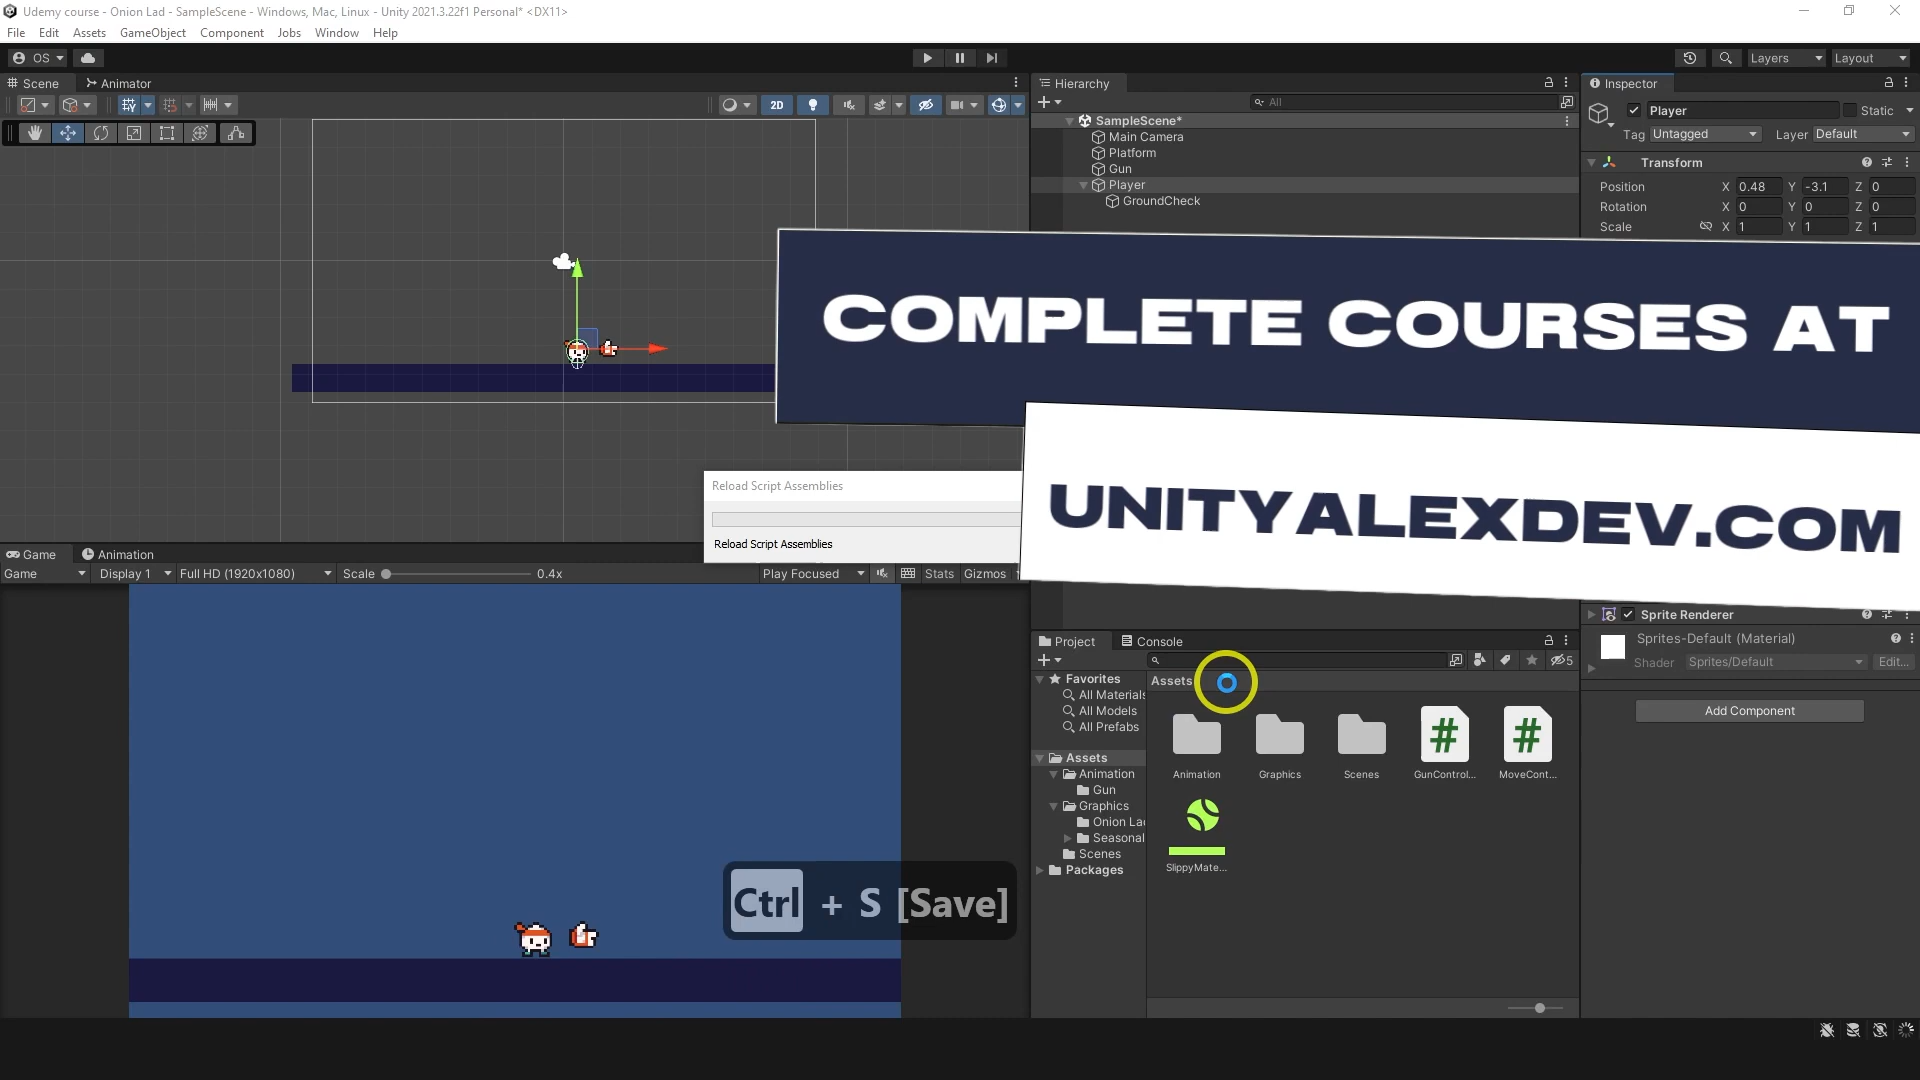 Udemy course - Onion Lad - SampleScene - Windows, Mac, Linux - Unity 2021.3.22f1 Personal* <DX11>
File Edit Assets GameObject Component Jobs Window Help
OS
Layers
Layout
Scene
Animator
2D
Hierarchy
All
SampleScene*
Main Camera
Platform
Gun
Player
GroundCheck
Inspector
Player
Static
Tag Untagged
Layer Default
Transform
Position X 0.48 Y -3.1 Z 0
Rotation X 0 Y 0 Z 0
Scale X 1 Y 1 Z 1
COMPLETE COURSES AT
UNITYALEXDEV.COM
Reload Script Assemblies
Reload Script Assemblies
Game
Animation
Game
Display 1
Full HD (1920x1080)
Scale
0.4x
Play Focused
Stats
Gizmos
Sprite Renderer
Sprites-Default (Material)
Shader Sprites/Default
Edit...
Add Component
Project
Console
5
Favorites
All Materials
All Models
All Prefabs
Assets
Animation
Gun
Graphics
Onion La
Seasonal
Scenes
Packages
Assets
Animation
Graphics
Scenes
GunControl...
MoveCont...
SlippyMate...
Ctrl + S [Save]